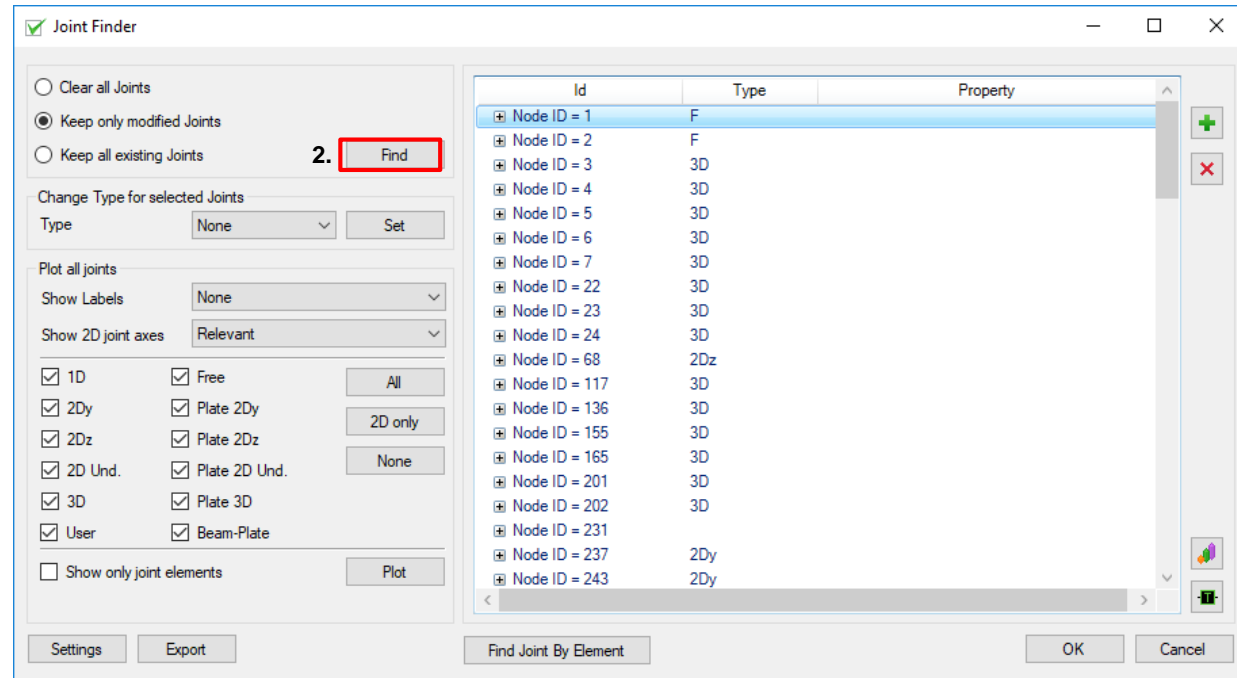 Joint Finder
Clear all Joints
Keep only modified Joints
Keep all existing Joints
2.
Find
Change Type for selected Joints
Type
None
Set
Plot all joints
Show Labels
None
Show 2D joint axes
Relevant
1D
Free
All
2Dy
Plate 2Dy
2D only
2Dz
Plate 2Dz
None
2D Und.
Plate 2D Und.
3D
Plate 3D
User
Beam-Plate
Show only joint elements
Plot
Settings
Export
Id Type Property
Node ID = 1 F
Node ID = 2 F
Node ID = 3 3D
Node ID = 4 3D
Node ID = 5 3D
Node ID = 6 3D
Node ID = 7 3D
Node ID = 22 3D
Node ID = 23 3D
Node ID = 24 3D
Node ID = 68 2Dz
Node ID = 117 3D
Node ID = 136 3D
Node ID = 155 3D
Node ID = 165 3D
Node ID = 201 3D
Node ID = 202 3D
Node ID = 231
Node ID = 237 2Dy
Node ID = 243 2Dy
T
Find Joint By Element
OK
Cancel